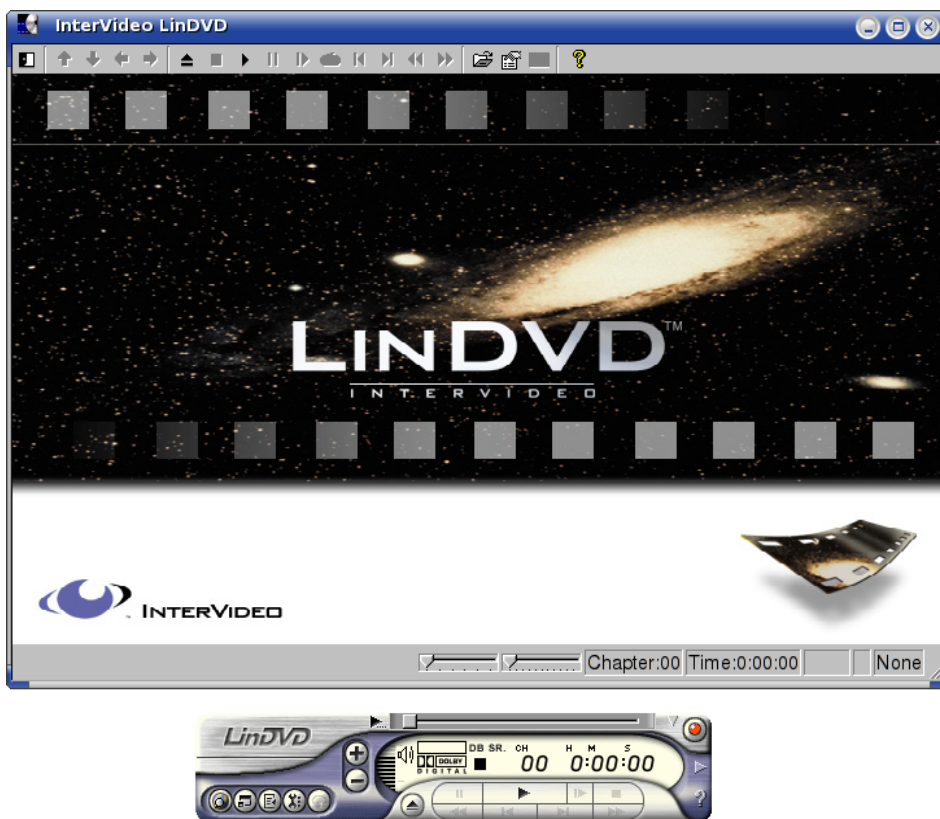 InterVideo LinDVD
LINDVD™
INTERVIDEO
INTERVIDEO
Chapter:00 Time:0:00:00 None
LinDVD
DB SR. CH H M S
DOLBY
DIGITAL
00 0:00:00